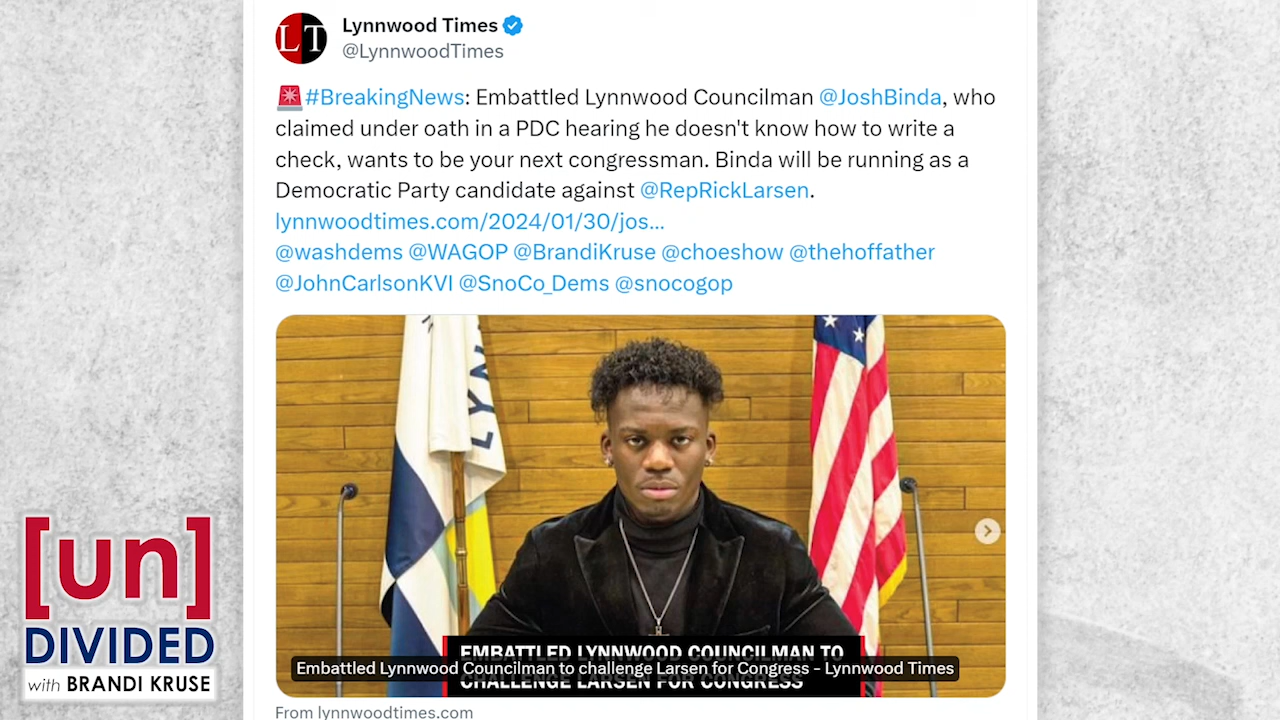 LT
Lynnwood Times
@LynnwoodTimes
#BreakingNews: Embattled Lynnwood Councilman @JoshBinda, who
claimed under oath in a PDC hearing he doesn't know how to write a
check, wants to be your next congressman. Binda will be running as a
Democratic Party candidate against @RepRickLarsen.
lynnwoodtimes.com/2024/01/30/jos...
@washdems @WAGOP @BrandiKruse @choeshow @thehoffather
@JohnCarlsonKVI @SnoCo_Dems @snocogop
LYN
EMBATTLED LYNNWOOD COUNCILMAN TO
Embattled Lynnwood Councilman to challenge Larsen for Congress - Lynnwood Times
CHALLENGE LARSEN FOR CONGRESS
From lynnwoodtimes.com
[un]
DIVIDED
with BRANDI KRUSE